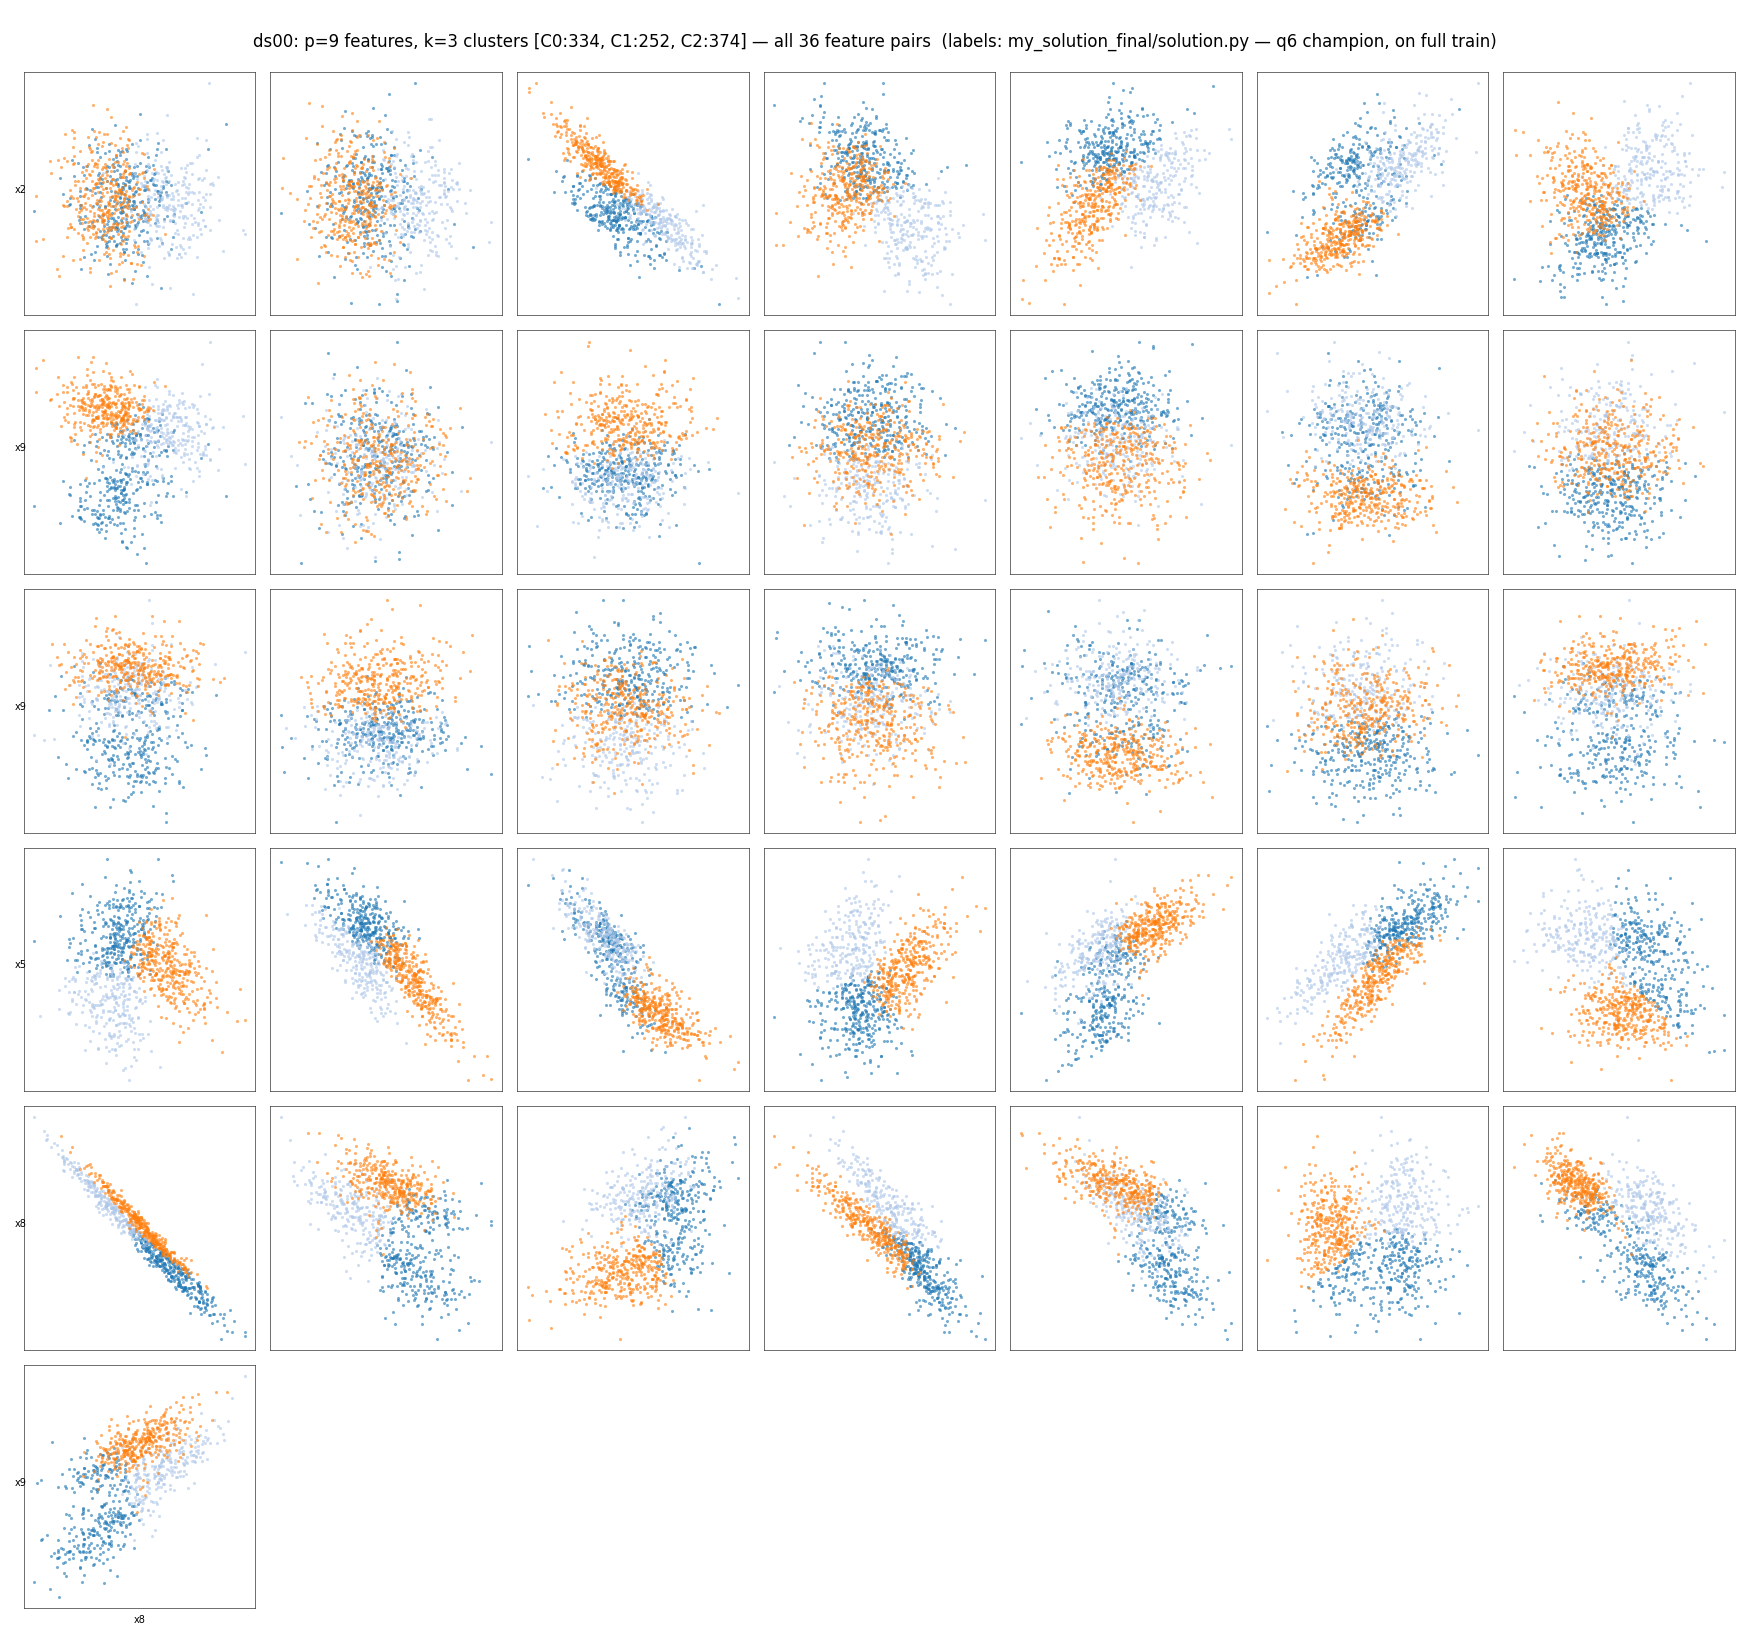 ds00: p=9 features, k=3 clusters [C0:334, C1:252, C2:374] — all 36 feature pairs  (labels: my_solution_final/solution.py — q6 champion, on full train)
x2
x9
x9
x5
x8
x9
x8